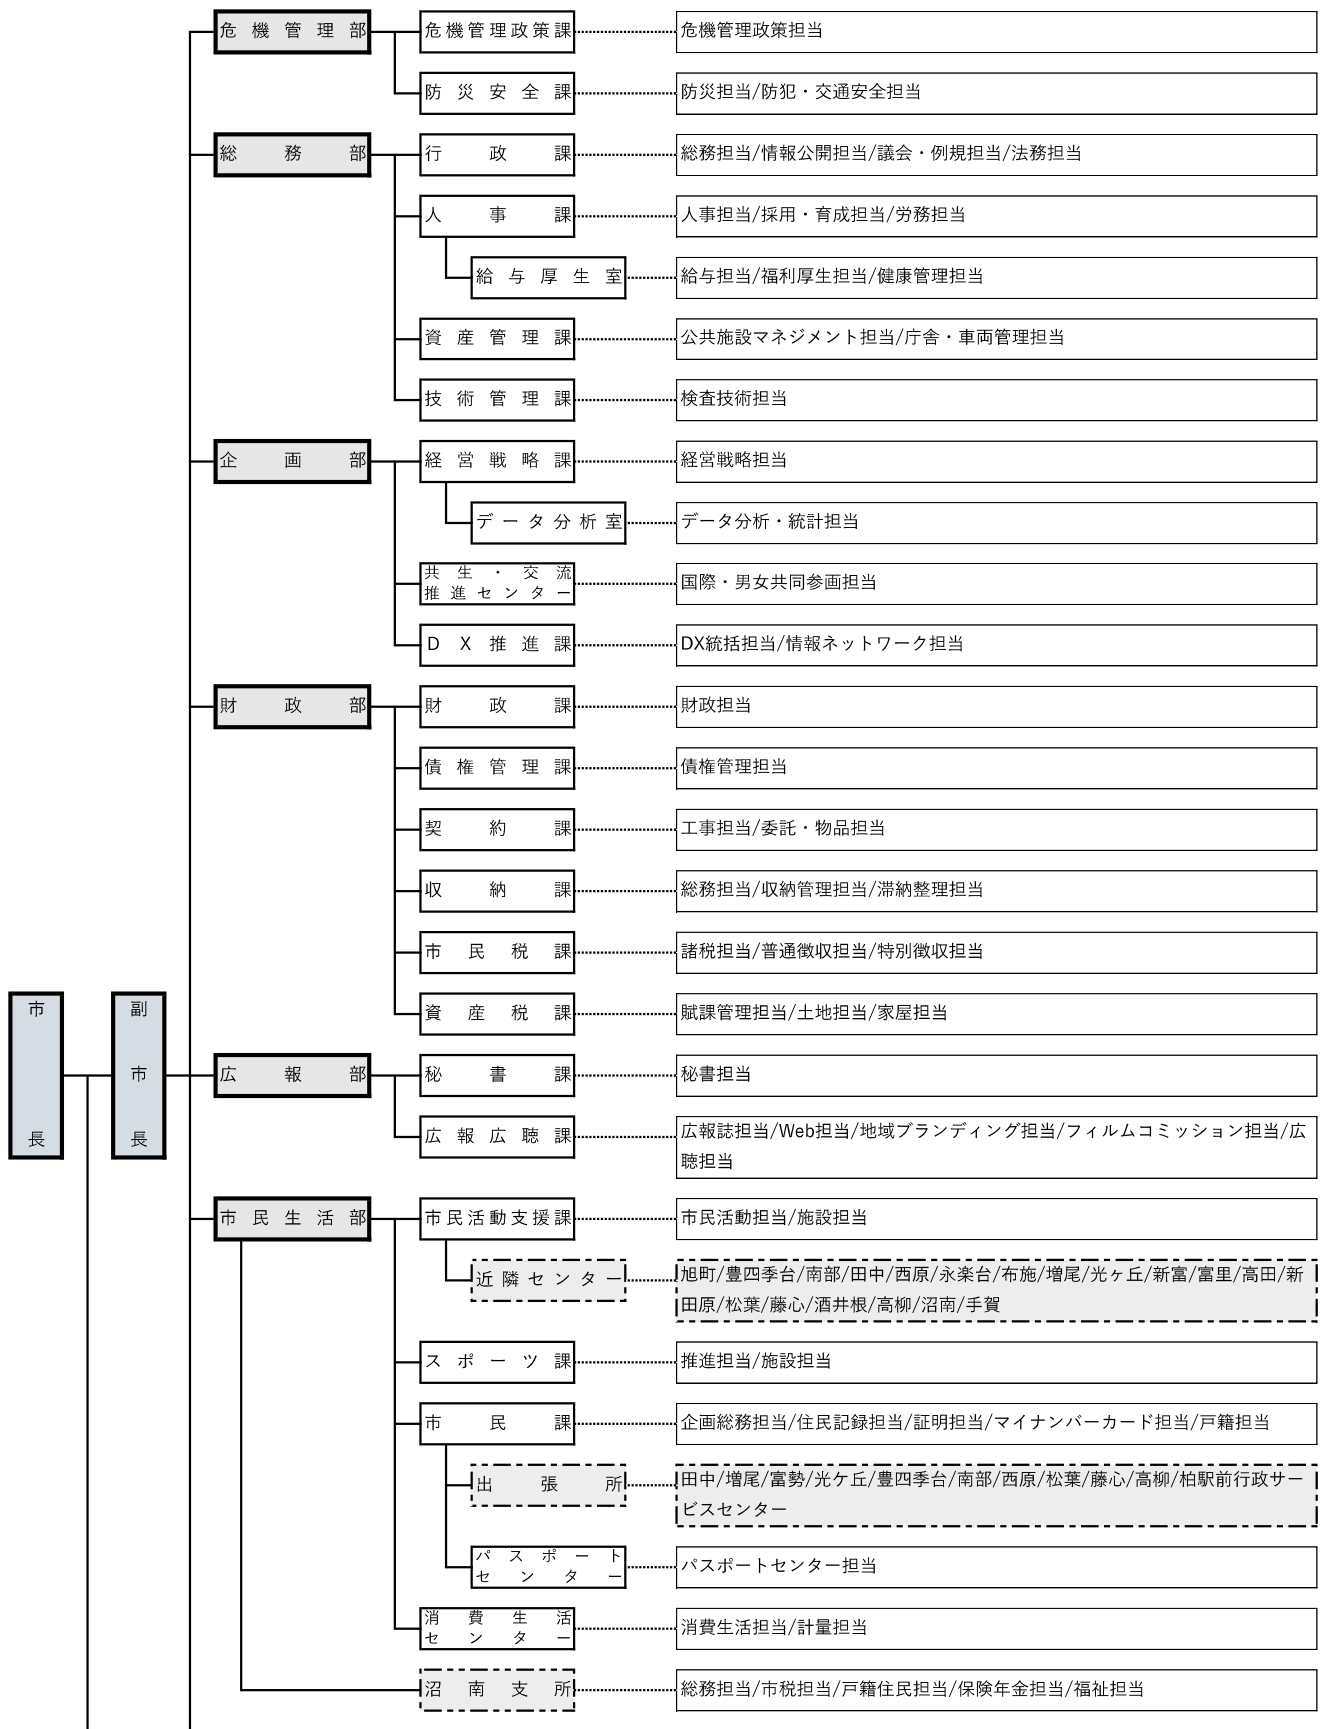 危機管理部
危機管理政策課
危機管理政策担当
防災安全課
防災担当/防犯・交通安全担当
総務部
行政課
総務担当/情報公開担当/議会・例規担当/法務担当
人事課
人事担当/採用・育成担当/労務担当
給与厚生室
給与担当/福利厚生担当/健康管理担当
資産管理課
公共施設マネジメント担当/庁舎・車両管理担当
技術管理課
検査技術担当
企画部
経営戦略課
経営戦略担当
データ分析室
データ分析・統計担当
共生・交流
推進センター
国際・男女共同参画担当
DX推進課
DX統括担当/情報ネットワーク担当
財政部
財政課
財政担当
債権管理課
債権管理担当
契約課
工事担当/委託・物品担当
収納課
総務担当/収納管理担当/滞納整理担当
市民税課
諸税担当/普通徴収担当/特別徴収担当
資産税課
賦課管理担当/土地担当/家屋担当
市長
副市長
広報部
秘書課
秘書担当
広報広聴課
広報誌担当/Web担当/地域ブランディング担当/フィルムコミッション担当/広
聴担当
市民生活部
市民活動支援課
市民活動担当/施設担当
近隣センター
旭町/豊四季台/南部/田中/西原/永楽台/布施/増尾/光ヶ丘/新富/富里/高田/新
田原/松葉/藤心/酒井根/高柳/沼南/手賀
スポーツ課
推進担当/施設担当
市民課
企画総務担当/住民記録担当/証明担当/マイナンバーカード担当/戸籍担当
出張所
田中/増尾/富勢/光ケ丘/豊四季台/南部/西原/松葉/藤心/高柳/柏駅前行政サー
ビスセンター
パスポート
センター
パスポートセンター担当
消費生活
センター
消費生活担当/計量担当
沼南支所
総務担当/市税担当/戸籍住民担当/保険年金担当/福祉担当